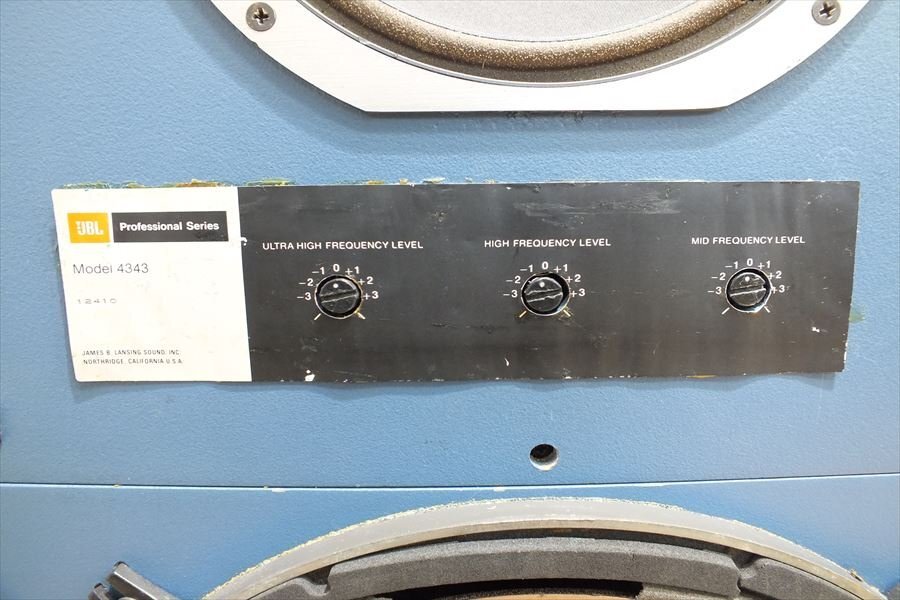 JBL
Professional Series
Model 4343
12410
JAMES B. LANSING SOUND, INC.
NORTHRIDGE, CALIFORNIA U.S.A.
ULTRA HIGH FREQUENCY LEVEL
-3 -2 -1 0 +1 +2 +3
HIGH FREQUENCY LEVEL
-3 -2 -1 0 +1 +2 +3
MID FREQUENCY LEVEL
-3 -2 -1 0 +1 +2 +3